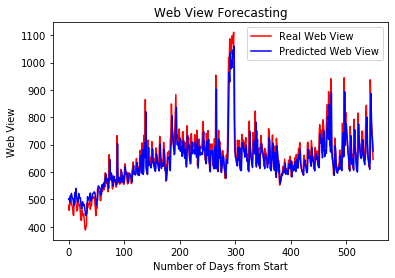 Web View Forecasting
Real Web View
Predicted Web View
Web View
1100
1000
900
800
700
600
500
400
0
100
200
300
400
500
Number of Days from Start